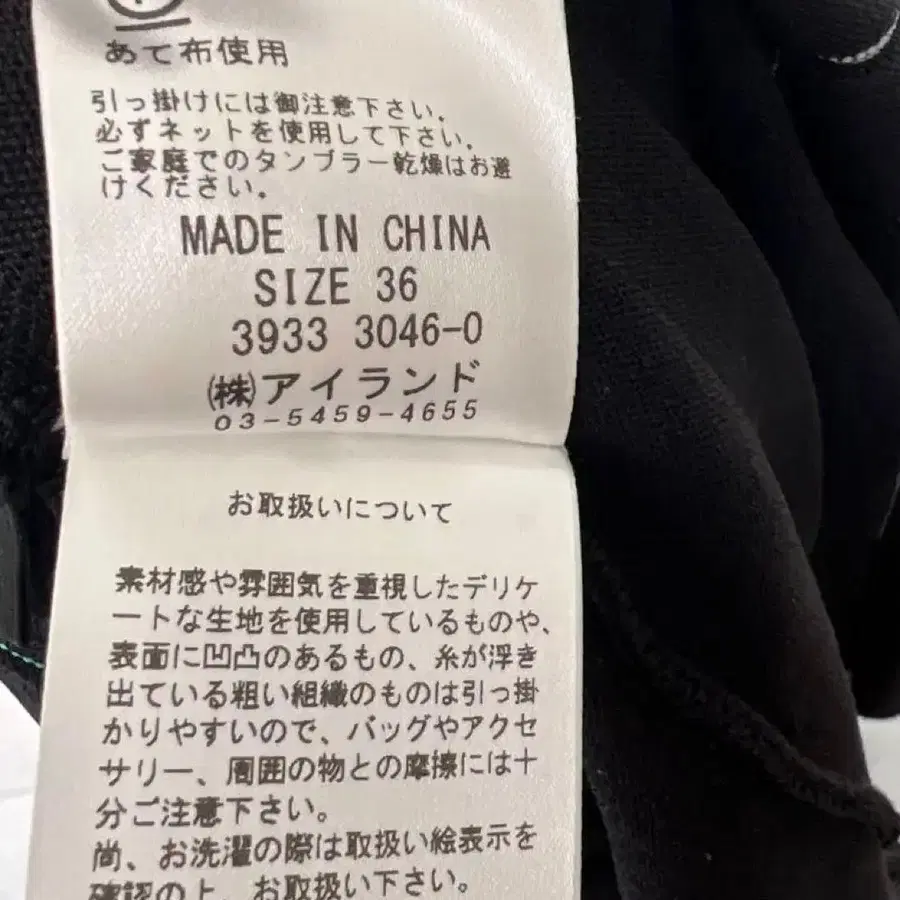 あて布使用
引っ掛けには御注意下さい.
必ずネットを使用して下さい.
ご家庭でのタンブラー乾燥はお避
けください.
MADE IN CHINA
SIZE 36
3933 3046-0
㈱アイランド
03-5459-4655
お取扱いについて
素材感や雰囲気を重視したデリケ
ートな生地を使用しているものや、
表面に凹凸のあるもの、糸が浮き
出ている粗い組織のものは引っ掛
かりやすいので、バッグやアクセ
サリー、周囲の物との摩擦には十
分ご注意下さい。
尚、お洗濯の際は取扱い絵表示を
確認の上、お取扱い下さい。